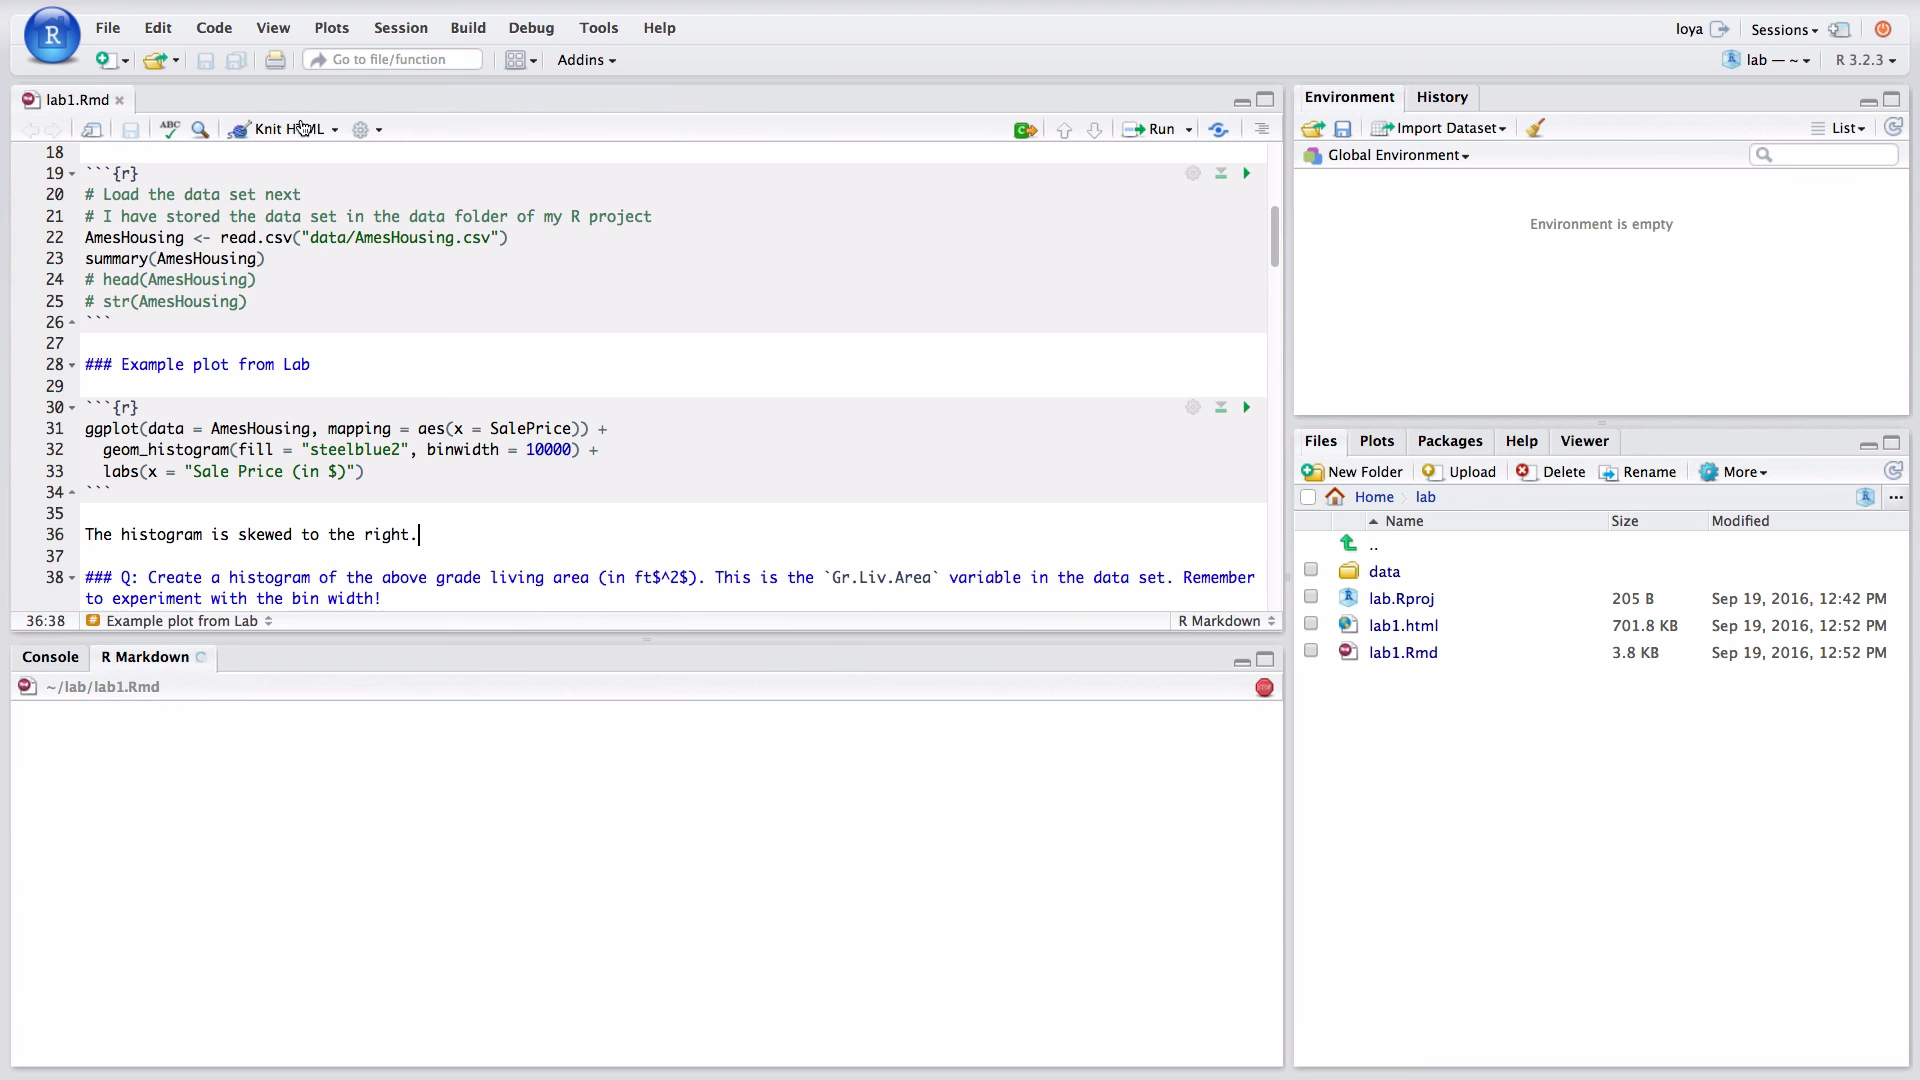 R File Edit Code View Plots Session Build Debug Tools Help loya Sessions
Go to file/function Addins lab — ~ R 3.2.3
lab1.Rmd
ABC Knit HTML Run
18
19 ```{r}
20 # Load the data set next
21 # I have stored the data set in the data folder of my R project
22 AmesHousing <- read.csv("data/AmesHousing.csv")
23 summary(AmesHousing)
24 # head(AmesHousing)
25 # str(AmesHousing)
26 ```
27
28 ### Example plot from Lab
29
30 ```{r}
31 ggplot(data = AmesHousing, mapping = aes(x = SalePrice)) +
32 geom_histogram(fill = "steelblue2", binwidth = 10000) +
33 labs(x = "Sale Price (in $)")
34 ```
35
36 The histogram is skewed to the right.
37
38 ### Q: Create a histogram of the above grade living area (in ft$^2$). This is the `Gr.Liv.Area` variable in the data set. Remember
to experiment with the bin width!
36:38 Example plot from Lab R Markdown
Console R Markdown
~/lab/lab1.Rmd
Environment History
Import Dataset List
Global Environment
Environment is empty
Files Plots Packages Help Viewer
New Folder Upload Delete Rename More
Home lab ...
Name Size Modified
..
data
lab.Rproj 205 B Sep 19, 2016, 12:42 PM
lab1.html 701.8 KB Sep 19, 2016, 12:52 PM
lab1.Rmd 3.8 KB Sep 19, 2016, 12:52 PM